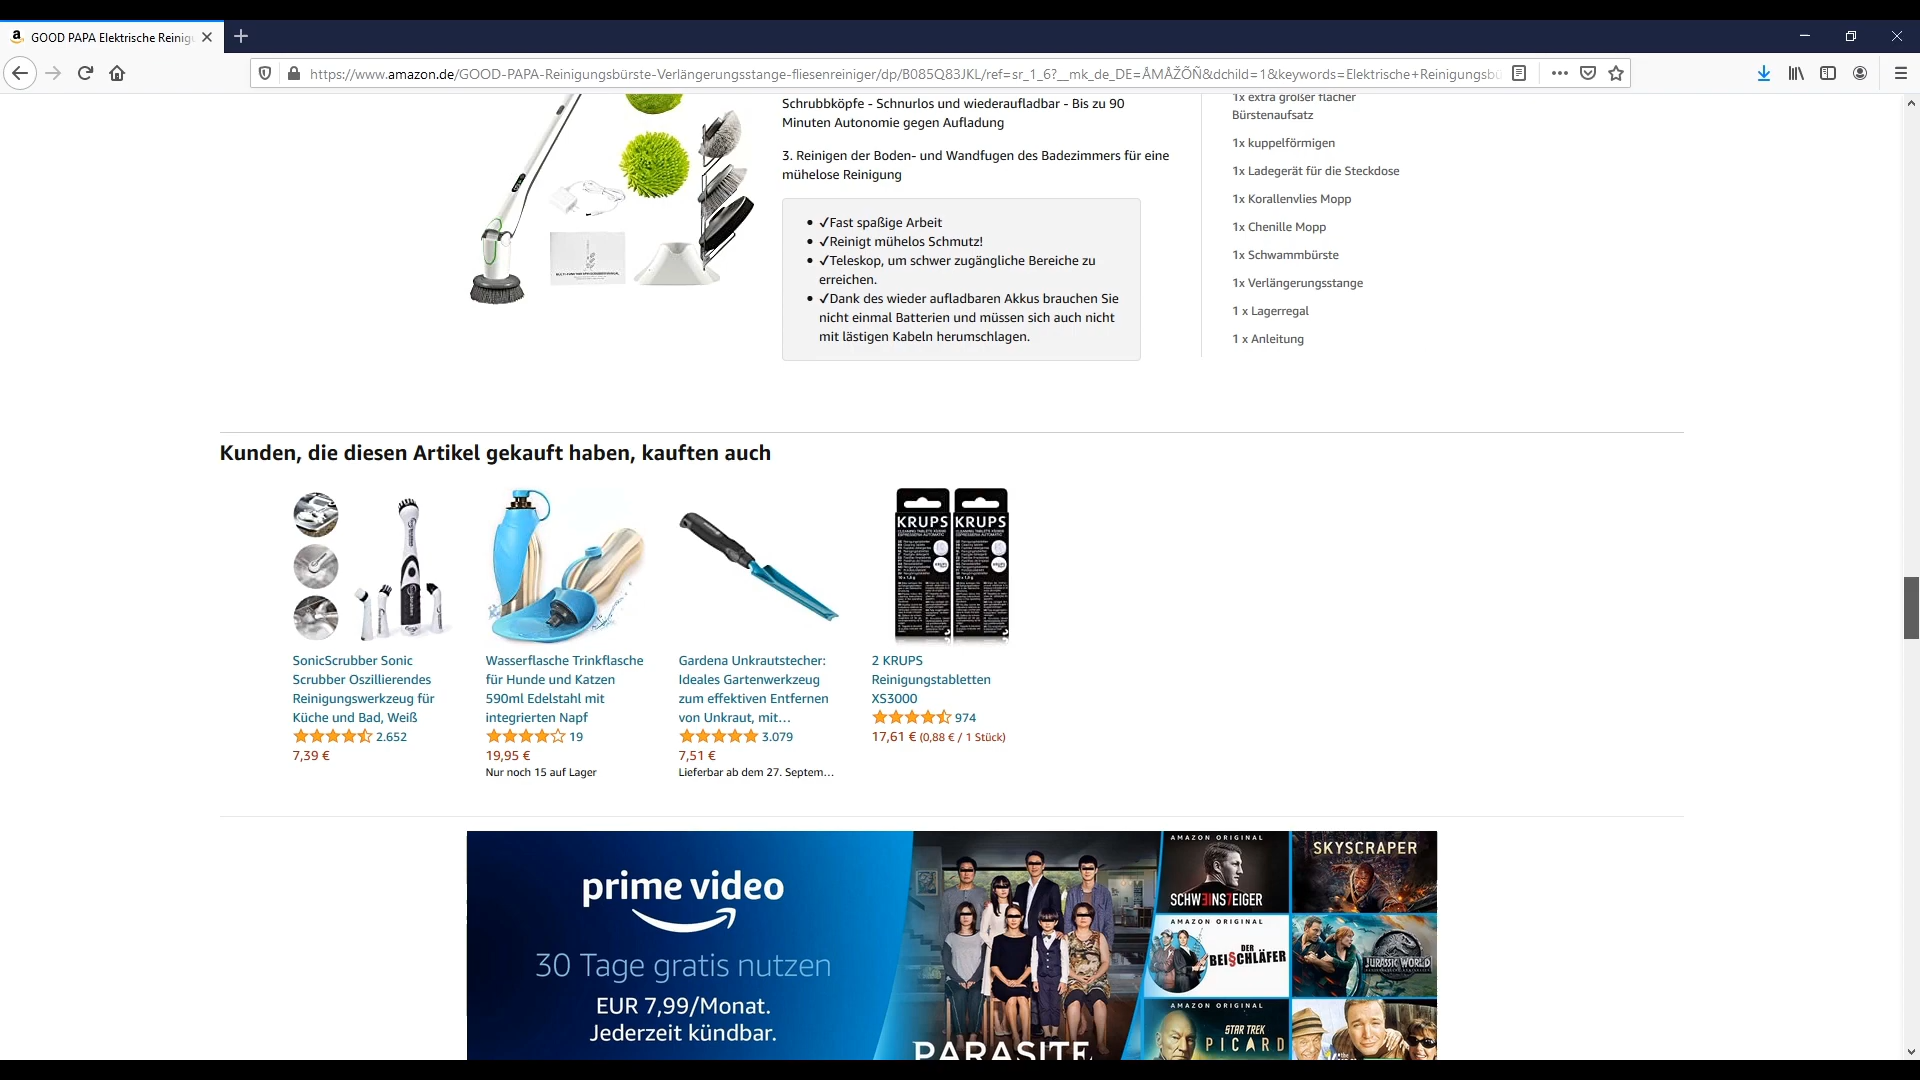 GOOD PAPA Elektrische Reinig
https://www.amazon.de/GOOD-PAPA-Reinigungsbürste-Verlängerungsstange-fliesenreiniger/dp/B085Q83JKL/ref=sr_1_6?__mk_de_DE=ÅMÅŽÕÑ&dchild=1&keywords=Elektrische+Reinigungsbü
Schrubbköpfe - Schnurlos und wiederaufladbar - Bis zu 90
Minuten Autonomie gegen Aufladung
3. Reinigen der Boden- und Wandfugen des Badezimmers für eine
mühelose Reinigung
✓Fast spaßige Arbeit
✓Reinigt mühelos Schmutz!
✓Teleskop, um schwer zugängliche Bereiche zu
erreichen.
✓Dank des wieder aufladbaren Akkus brauchen Sie
nicht einmal Batterien und müssen sich auch nicht
mit lästigen Kabeln herumschlagen.
1x extra großer flacher
Bürstenaufsatz
1x kuppelförmigen
1x Ladegerät für die Steckdose
1x Korallenvlies Mopp
1x Chenille Mopp
1x Schwammbürste
1x Verlängerungsstange
1 x Lagerregal
1 x Anleitung
Kunden, die diesen Artikel gekauft haben, kauften auch
KRUPS KRUPS
SonicScrubber Sonic
Scrubber Oszillierendes
Reinigungswerkzeug für
Küche und Bad, Weiß
2.652
7,39 €
Wasserflasche Trinkflasche
für Hunde und Katzen
590ml Edelstahl mit
integrierten Napf
19
19,95 €
Nur noch 15 auf Lager
Gardena Unkrautstecher:
Ideales Gartenwerkzeug
zum effektiven Entfernen
von Unkraut, mit…
3.079
7,51 €
Lieferbar ab dem 27. Septem…
2 KRUPS
Reinigungstabletten
XS3000
974
17,61 € (0,88 € / 1 Stück)
prime video
30 Tage gratis nutzen
EUR 7,99/Monat.
Jederzeit kündbar.
PARASITE
AMAZON ORIGINAL
SCHW31NS7EIGER
SKYSCRAPER
AMAZON ORIGINAL
DER
BEI§CHLÄFER
JURASSIC WORLD
AMAZON ORIGINAL
STAR TREK
PICARD